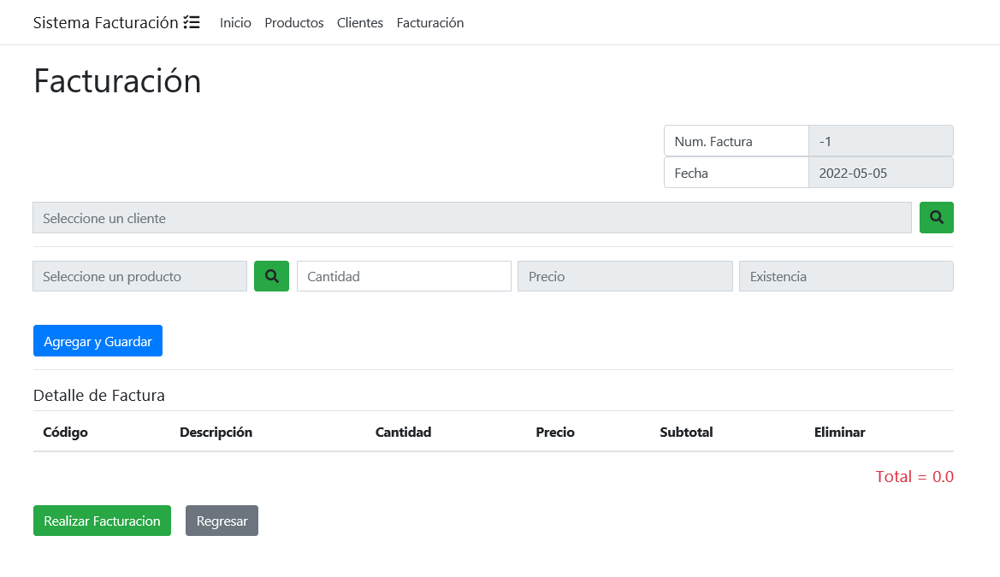 Sistema Facturación Inicio Productos Clientes Facturación
Facturación
Num. Factura -1
Fecha 2022-05-05
Seleccione un cliente
Seleccione un producto Cantidad Precio Existencia
Agregar y Guardar
Detalle de Factura
Código Descripción Cantidad Precio Subtotal Eliminar
Total = 0.0
Realizar Facturacion Regresar